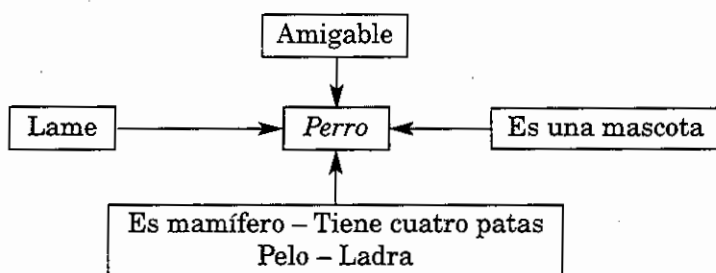 Amigable
Lame
Perro
Es una mascota
Es mamífero – Tiene cuatro patas
Pelo – Ladra